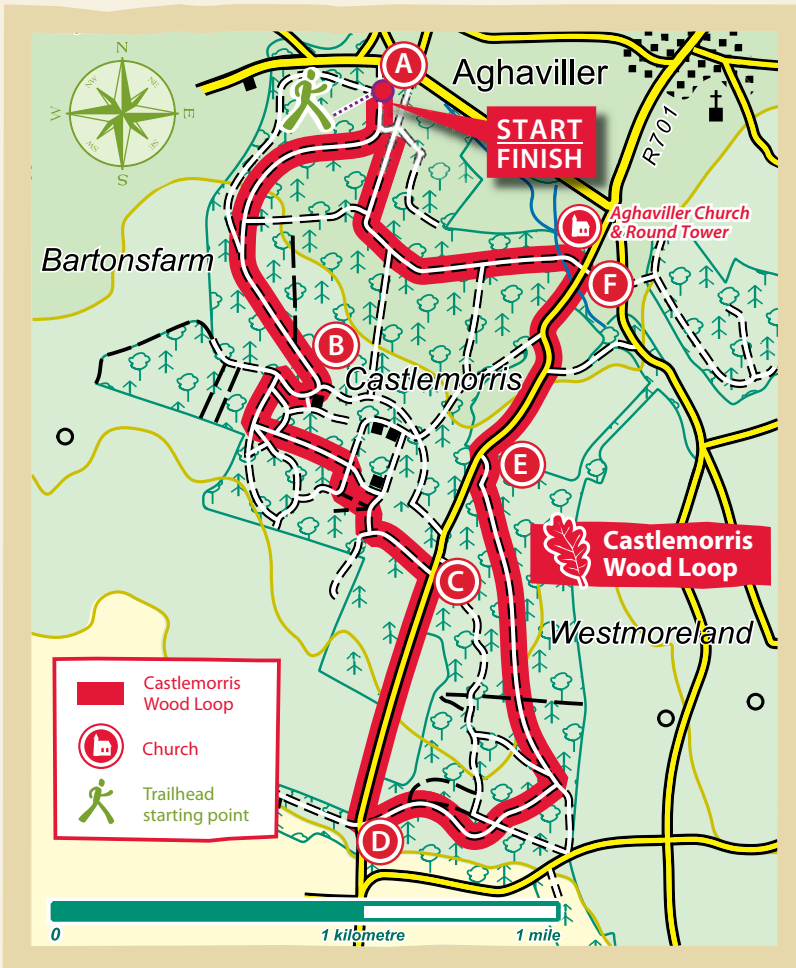 N
NW
NE
W
E
SW
SE
S
A
Aghaviller
START
FINISH
R701
Aghaviller Church
& Round Tower
Bartonsfarm
F
B
Castlemorris
E
Castlemorris
Wood Loop
C
Westmoreland
Castlemorris
Wood Loop
Church
Trailhead
starting point
D
0
1 kilometre
1 mile